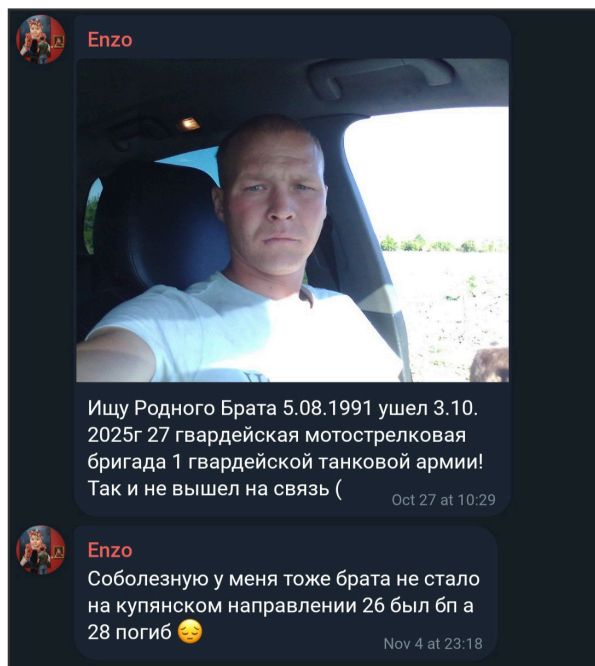 Enzo
Ищу Родного Брата 5.08.1991 ушел 3.10.
2025г 27 гвардейская мотострелковая
бригада 1 гвардейской танковой армии!
Так и не вышел на связь (
Oct 27 at 10:29
Enzo
Соболезную у меня тоже брата не стало
на купянском направлении 26 был бп а
28 погиб 😔
Nov 4 at 23:18